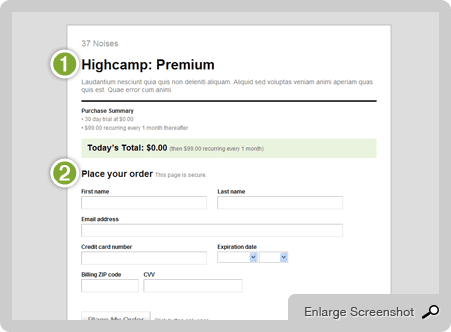 37 Noises
1 Highcamp: Premium
Laudantium nesciunt quia quis non deleniti aliquam. Aliquid sed voluptas veniam animi aperiam quas
quis est. Quae error cum animi.
Purchase Summary
• 30 day trial at $0.00
• $99.00 recurring every 1 month thereafter
Today's Total: $0.00 (then $99.00 recurring every 1 month)
2 Place your order This page is secure.
First name Last name
Email address
Credit card number Expiration date
Billing ZIP code CVV
Place My Order
Enlarge Screenshot